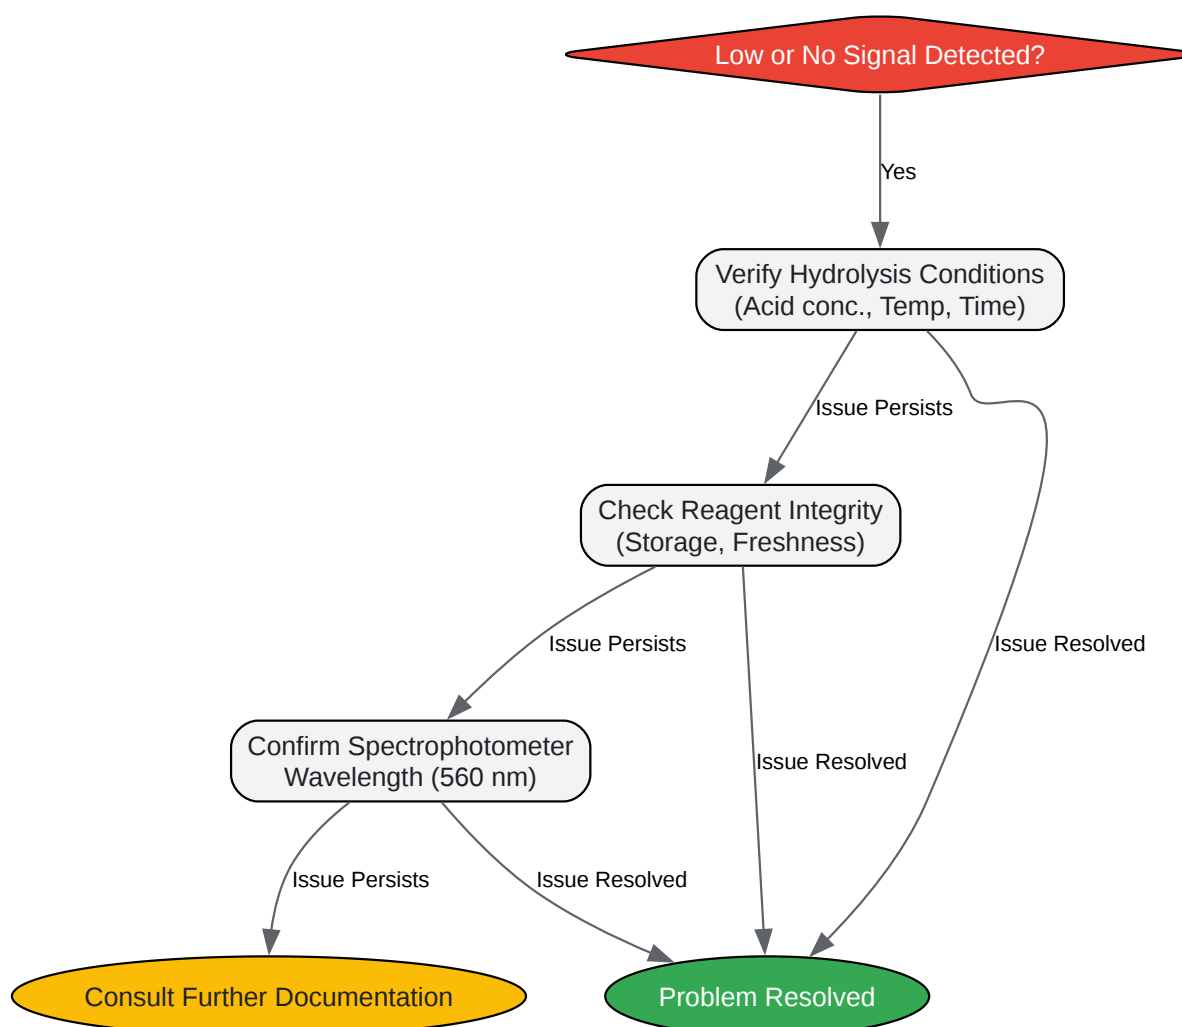 Low or No Signal Detected?
Yes
Verify Hydrolysis Conditions
(Acid conc., Temp, Time)
Issue Persists
Check Reagent Integrity
(Storage, Freshness)
Issue Persists
Issue Resolved
Confirm Spectrophotometer
Wavelength (560 nm)
Issue Resolved
Issue Persists
Issue Resolved
Consult Further Documentation
Problem Resolved